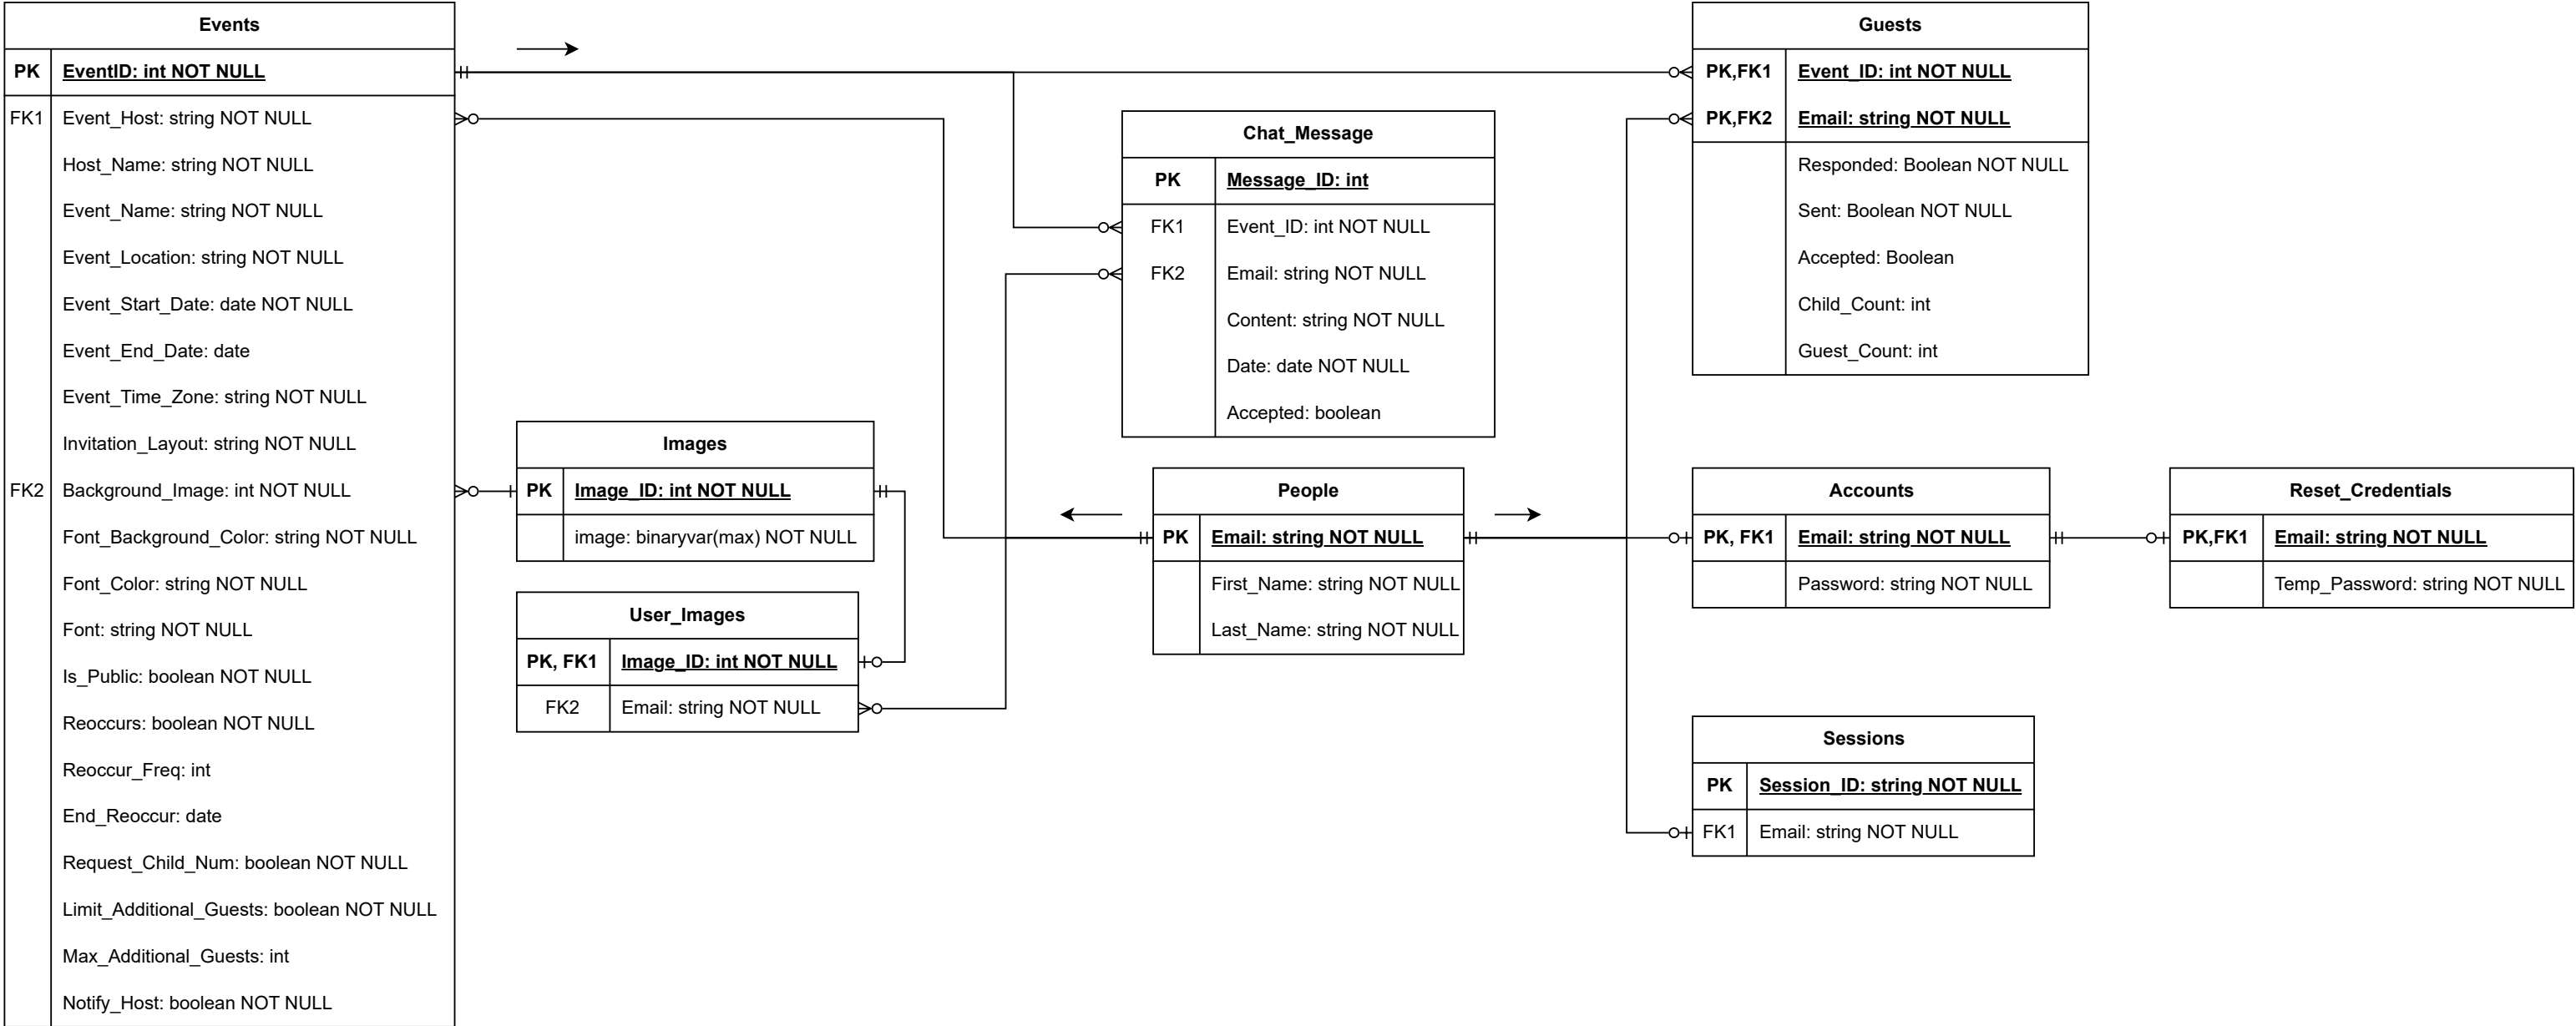 Events
PK EventID: int NOT NULL
FK1 Event_Host: string NOT NULL
Host_Name: string NOT NULL
Event_Name: string NOT NULL
Event_Location: string NOT NULL
Event_Start_Date: date NOT NULL
Event_End_Date: date
Event_Time_Zone: string NOT NULL
Invitation_Layout: string NOT NULL
FK2 Background_Image: int NOT NULL
Font_Background_Color: string NOT NULL
Font_Color: string NOT NULL
Font: string NOT NULL
Is_Public: boolean NOT NULL
Reoccurs: boolean NOT NULL
Reoccur_Freq: int
End_Reoccur: date
Request_Child_Num: boolean NOT NULL
Limit_Additional_Guests: boolean NOT NULL
Max_Additional_Guests: int
Notify_Host: boolean NOT NULL
Images
PK Image_ID: int NOT NULL
image: binaryvar(max) NOT NULL
User_Images
PK, FK1 Image_ID: int NOT NULL
FK2 Email: string NOT NULL
Chat_Message
PK Message_ID: int
FK1 Event_ID: int NOT NULL
FK2 Email: string NOT NULL
Content: string NOT NULL
Date: date NOT NULL
Accepted: boolean
People
PK Email: string NOT NULL
First_Name: string NOT NULL
Last_Name: string NOT NULL
Guests
PK,FK1 Event_ID: int NOT NULL
PK,FK2 Email: string NOT NULL
Responded: Boolean NOT NULL
Sent: Boolean NOT NULL
Accepted: Boolean
Child_Count: int
Guest_Count: int
Accounts
PK, FK1 Email: string NOT NULL
Password: string NOT NULL
Reset_Credentials
PK,FK1 Email: string NOT NULL
Temp_Password: string NOT NULL
Sessions
PK Session_ID: string NOT NULL
FK1 Email: string NOT NULL